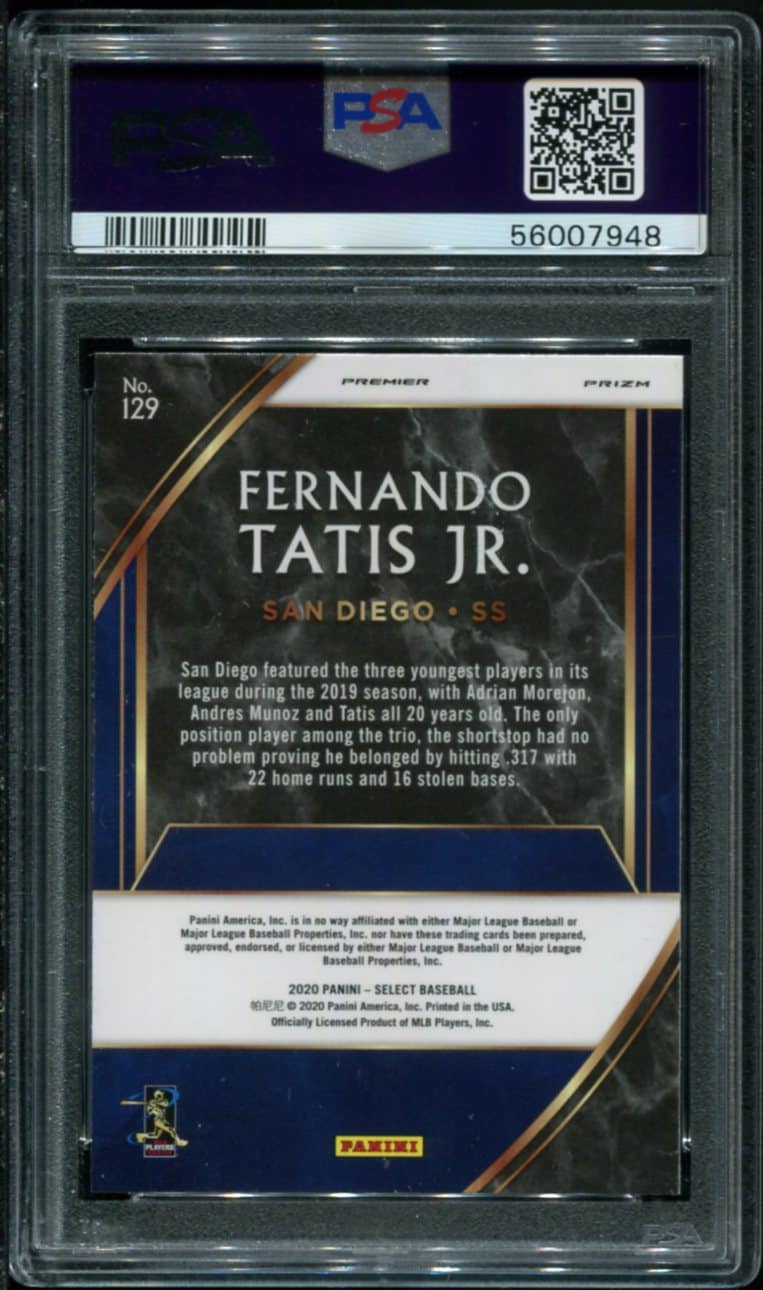 PSA
PSA
56007948
No.
129
PREMIER
PRIZM
FERNANDO
TATIS JR.
SAN DIEGO • SS
San Diego featured the three youngest players in its
league during the 2019 season, with Adrian Morejon,
Andres Munoz and Tatis all 20 years old. The only
position player among the trio, the shortstop had no
problem proving he belonged by hitting .317 with
22 home runs and 16 stolen bases.
Panini America, Inc. is in no way affiliated with either Major League Baseball or
Major League Baseball Properties, Inc. nor have these trading cards been prepared,
approved, endorsed, or licensed by either Major League Baseball or Major League
Baseball Properties, Inc.
2020 PANINI – SELECT BASEBALL
帕尼尼 © 2020 Panini America, Inc. Printed in the USA.
Officially Licensed Product of MLB Players, Inc.
PLAYERS
PANINI
PSA